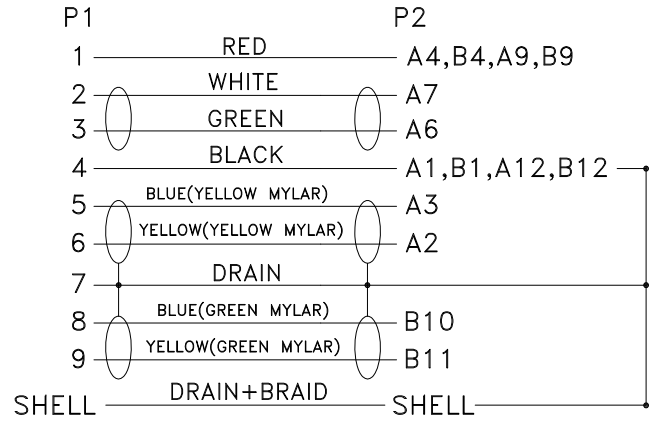 P1 P2
1 RED A4,B4,A9,B9
2 WHITE A7
3 GREEN A6
4 BLACK A1,B1,A12,B12
5 BLUE(YELLOW MYLAR) A3
6 YELLOW(YELLOW MYLAR) A2
7 DRAIN
8 BLUE(GREEN MYLAR) B10
9 YELLOW(GREEN MYLAR) B11
SHELL DRAIN+BRAID SHELL